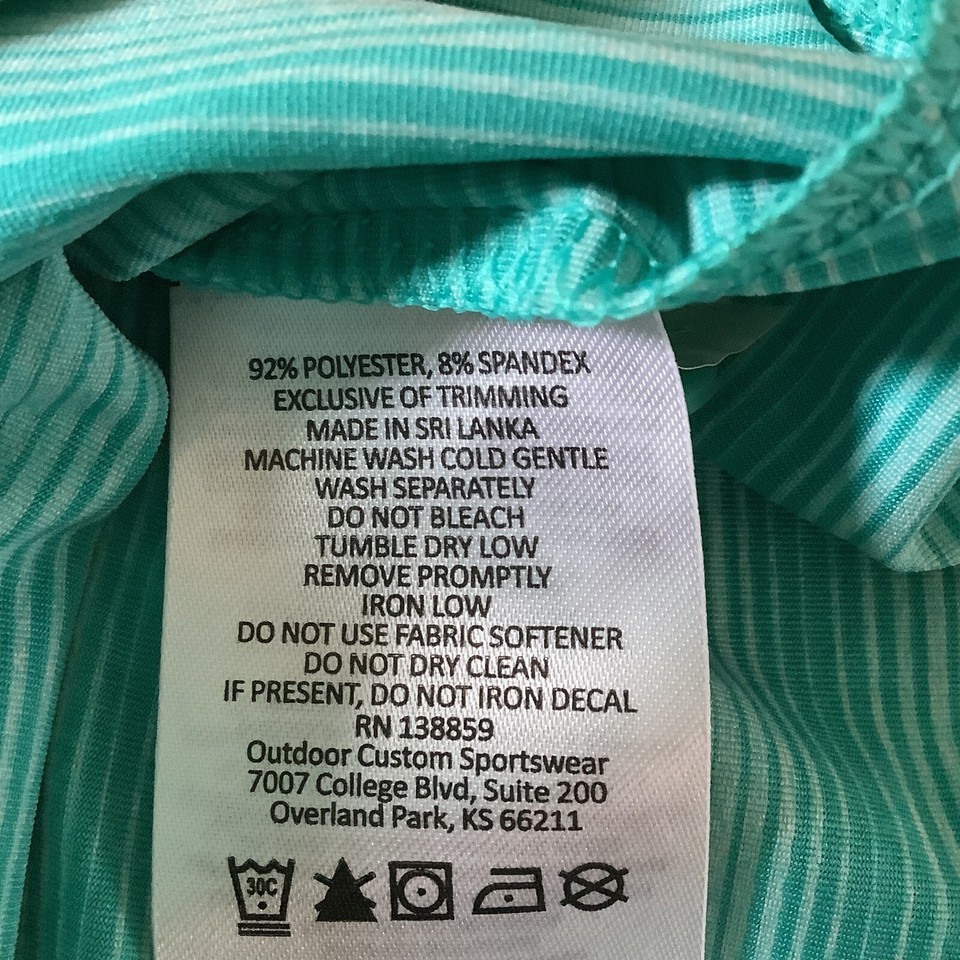 92% POLYESTER, 8% SPANDEX
EXCLUSIVE OF TRIMMING
MADE IN SRI LANKA
MACHINE WASH COLD GENTLE
WASH SEPARATELY
DO NOT BLEACH
TUMBLE DRY LOW
REMOVE PROMPTLY
IRON LOW
DO NOT USE FABRIC SOFTENER
DO NOT DRY CLEAN
IF PRESENT, DO NOT IRON DECAL
RN 138859
Outdoor Custom Sportswear
7007 College Blvd, Suite 200
Overland Park, KS 66211
30C